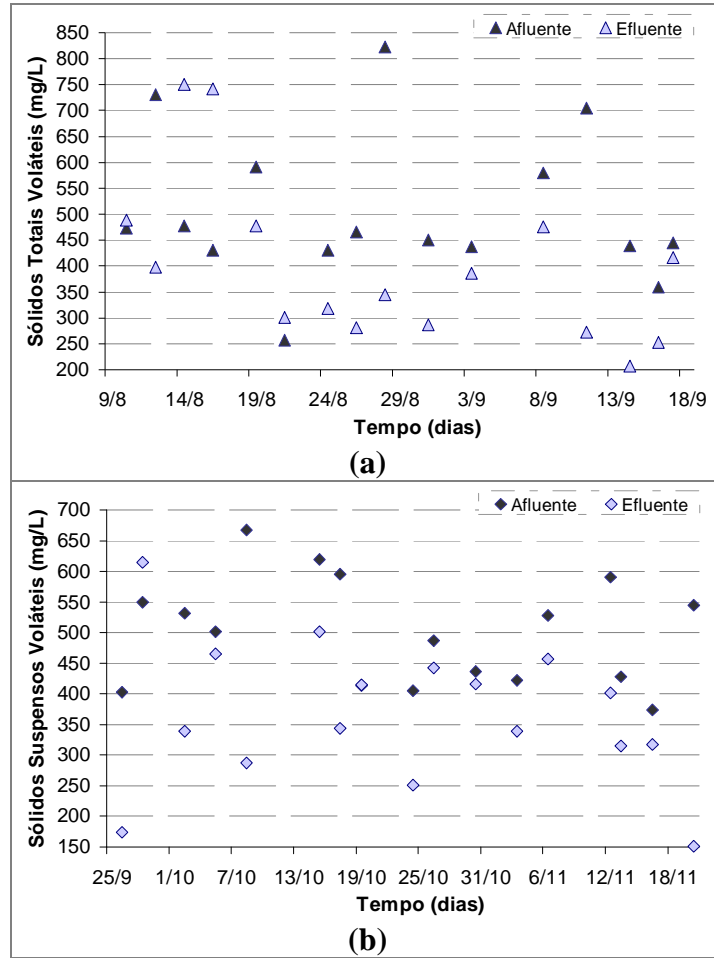 Afluente Efluente
850
800
750
700
650
600
550
500
450
400
350
300
250
200
Sólidos Totais Voláteis (mg/L)
9/8 14/8 19/8 24/8 29/8 3/9 8/9 13/9 18/9
Tempo (dias)
(a)
Afluente Efluente
700
650
600
550
500
450
400
350
300
250
200
150
Sólidos Suspensos Voláteis (mg/L)
25/9 1/10 7/10 13/10 19/10 25/10 31/10 6/11 12/11 18/11
Tempo (dias)
(b)